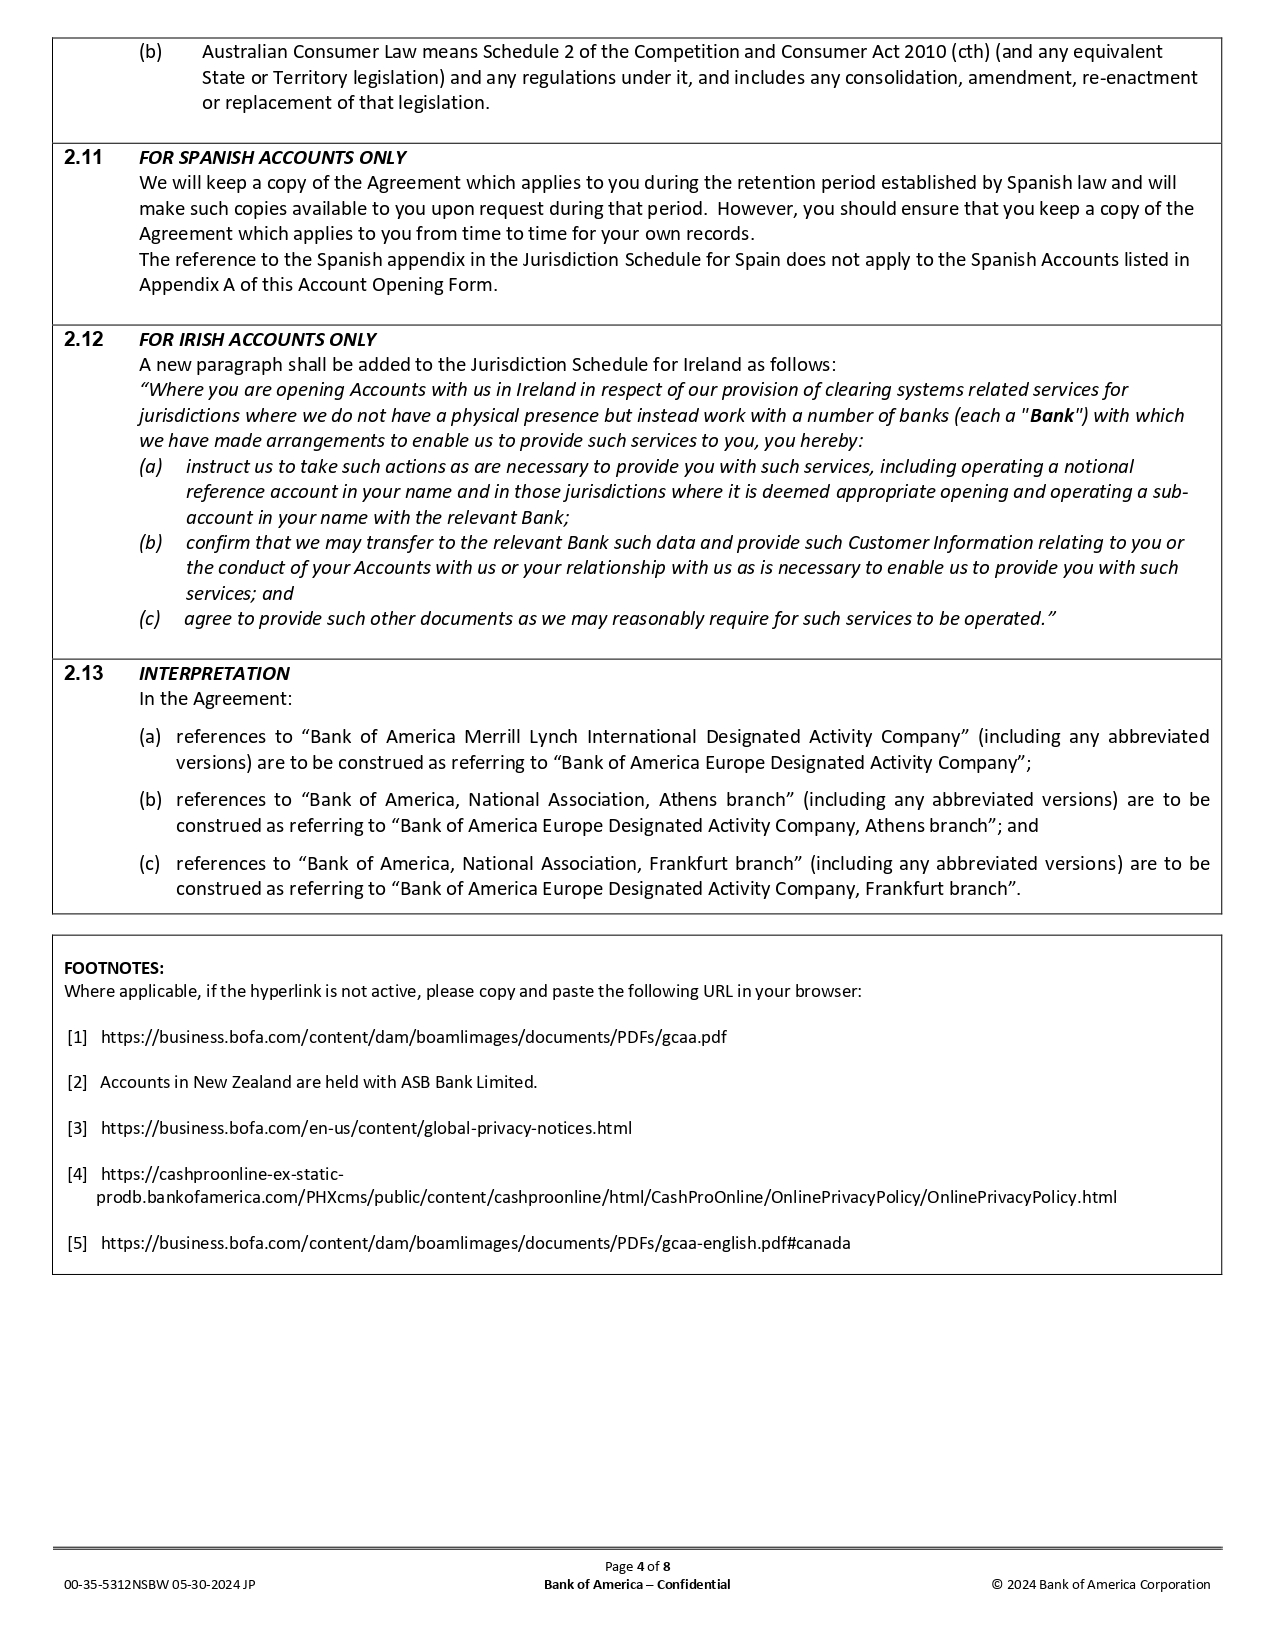 (b) Australian Consumer Law means Schedule 2 of the Competition and Consumer Act 2010 (cth) (and any equivalent
State or Territory legislation) and any regulations under it, and includes any consolidation, amendment, re-enactment
or replacement of that legislation.
2.11 FOR SPANISH ACCOUNTS ONLY
We will keep a copy of the Agreement which applies to you during the retention period established by Spanish law and will
make such copies available to you upon request during that period.  However, you should ensure that you keep a copy of the
Agreement which applies to you from time to time for your own records.
The reference to the Spanish appendix in the Jurisdiction Schedule for Spain does not apply to the Spanish Accounts listed in
Appendix A of this Account Opening Form.
2.12 FOR IRISH ACCOUNTS ONLY
A new paragraph shall be added to the Jurisdiction Schedule for Ireland as follows:
“Where you are opening Accounts with us in Ireland in respect of our provision of clearing systems related services for
jurisdictions where we do not have a physical presence but instead work with a number of banks (each a "Bank") with which
we have made arrangements to enable us to provide such services to you, you hereby:
(a) instruct us to take such actions as are necessary to provide you with such services, including operating a notional
reference account in your name and in those jurisdictions where it is deemed appropriate opening and operating a sub-
account in your name with the relevant Bank;
(b) confirm that we may transfer to the relevant Bank such data and provide such Customer Information relating to you or
the conduct of your Accounts with us or your relationship with us as is necessary to enable us to provide you with such
services; and
(c) agree to provide such other documents as we may reasonably require for such services to be operated.”
2.13 INTERPRETATION
In the Agreement:
(a) references to “Bank of America Merrill Lynch International Designated Activity Company” (including any abbreviated
versions) are to be construed as referring to “Bank of America Europe Designated Activity Company”;
(b) references to “Bank of America, National Association, Athens branch” (including any abbreviated versions) are to be
construed as referring to “Bank of America Europe Designated Activity Company, Athens branch”; and
(c) references to “Bank of America, National Association, Frankfurt branch” (including any abbreviated versions) are to be
construed as referring to “Bank of America Europe Designated Activity Company, Frankfurt branch”.
FOOTNOTES:
Where applicable, if the hyperlink is not active, please copy and paste the following URL in your browser:
[1] https://business.bofa.com/content/dam/boamlimages/documents/PDFs/gcaa.pdf
[2] Accounts in New Zealand are held with ASB Bank Limited.
[3] https://business.bofa.com/en-us/content/global-privacy-notices.html
[4] https://cashproonline-ex-static-
prodb.bankofamerica.com/PHXcms/public/content/cashproonline/html/CashProOnline/OnlinePrivacyPolicy/OnlinePrivacyPolicy.html
[5] https://business.bofa.com/content/dam/boamlimages/documents/PDFs/gcaa-english.pdf#canada
Page 4 of 8
00-35-5312NSBW 05-30-2024 JP Bank of America – Confidential © 2024 Bank of America Corporation